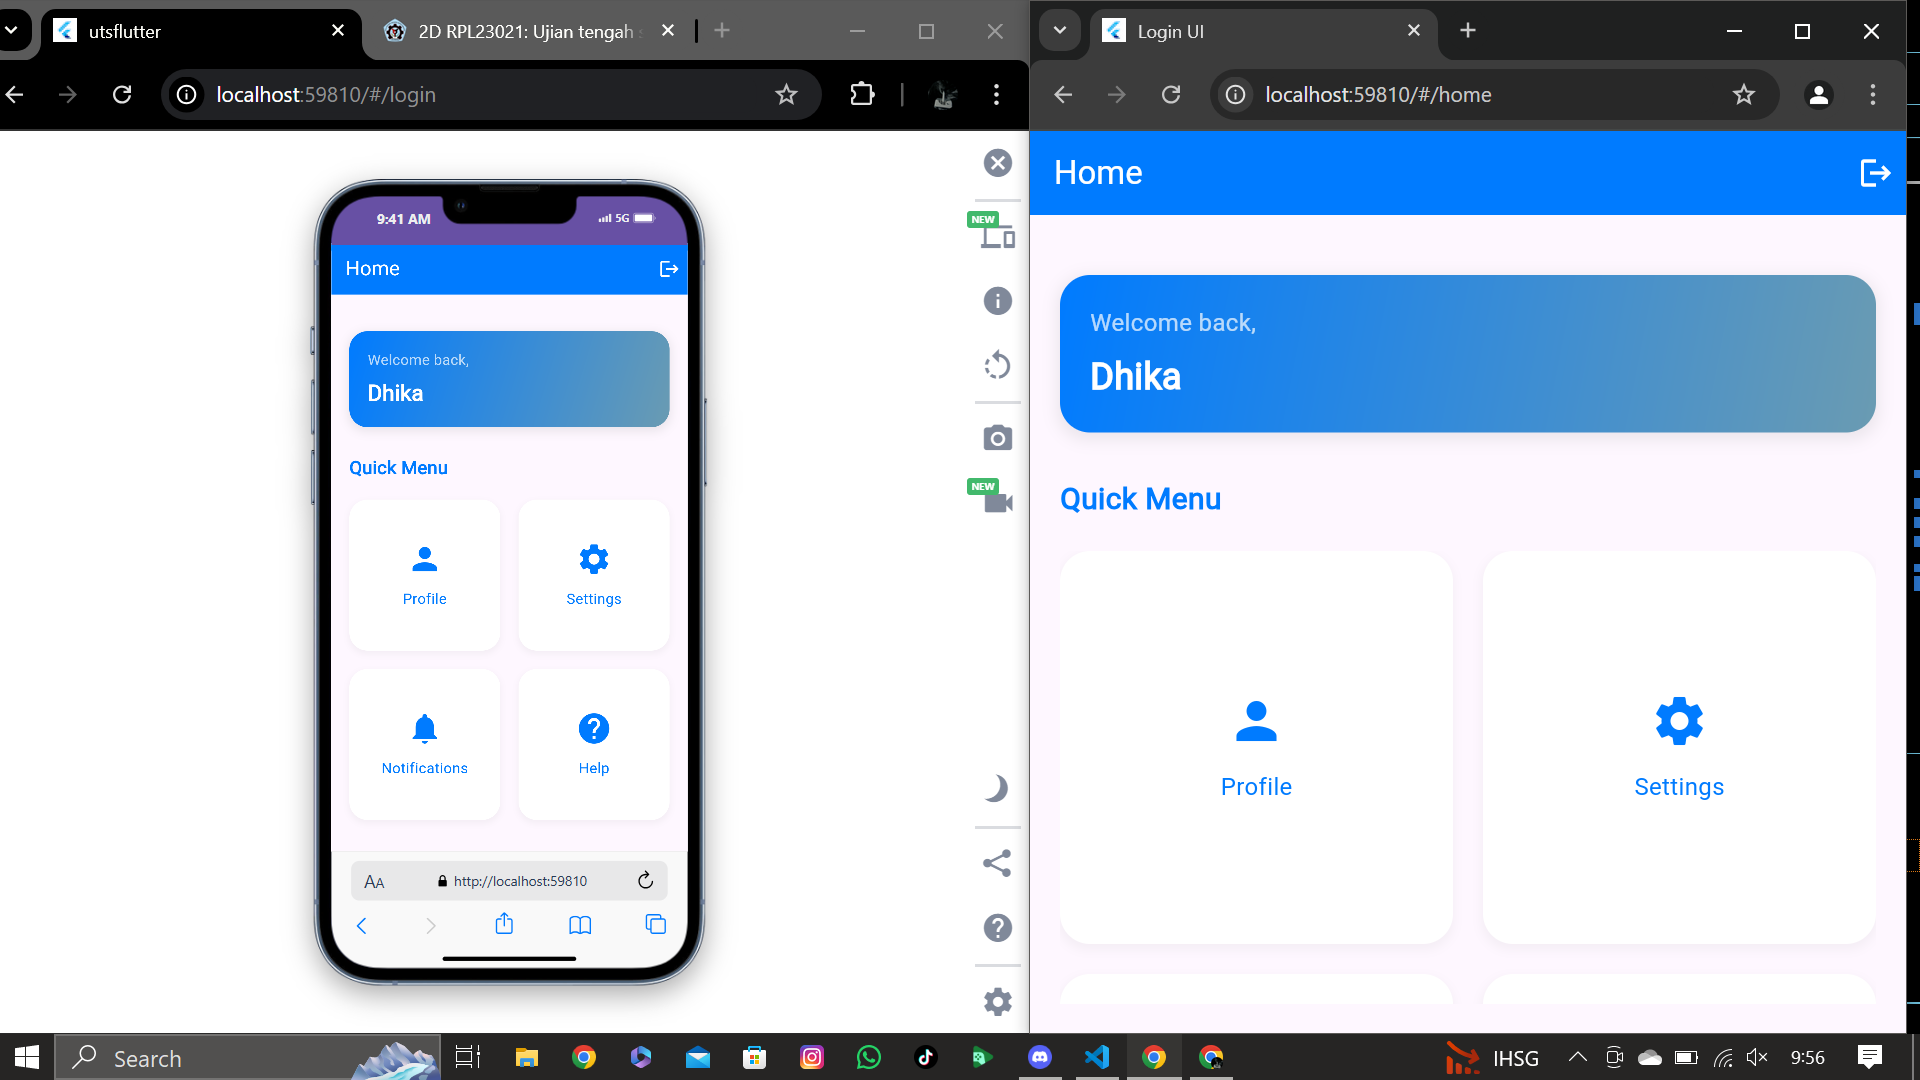 utsflutter
2D RPL23021: Ujian tengah
localhost:59810/#/login
9:41 AM
5G
Home
Welcome back,
Dhika
Quick Menu
Profile
Settings
Notifications
Help
AA
http://localhost:59810
NEW
NEW
Login UI
localhost:59810/#/home
Home
Welcome back,
Dhika
Quick Menu
Profile
Settings
Search
IHSG
9:56